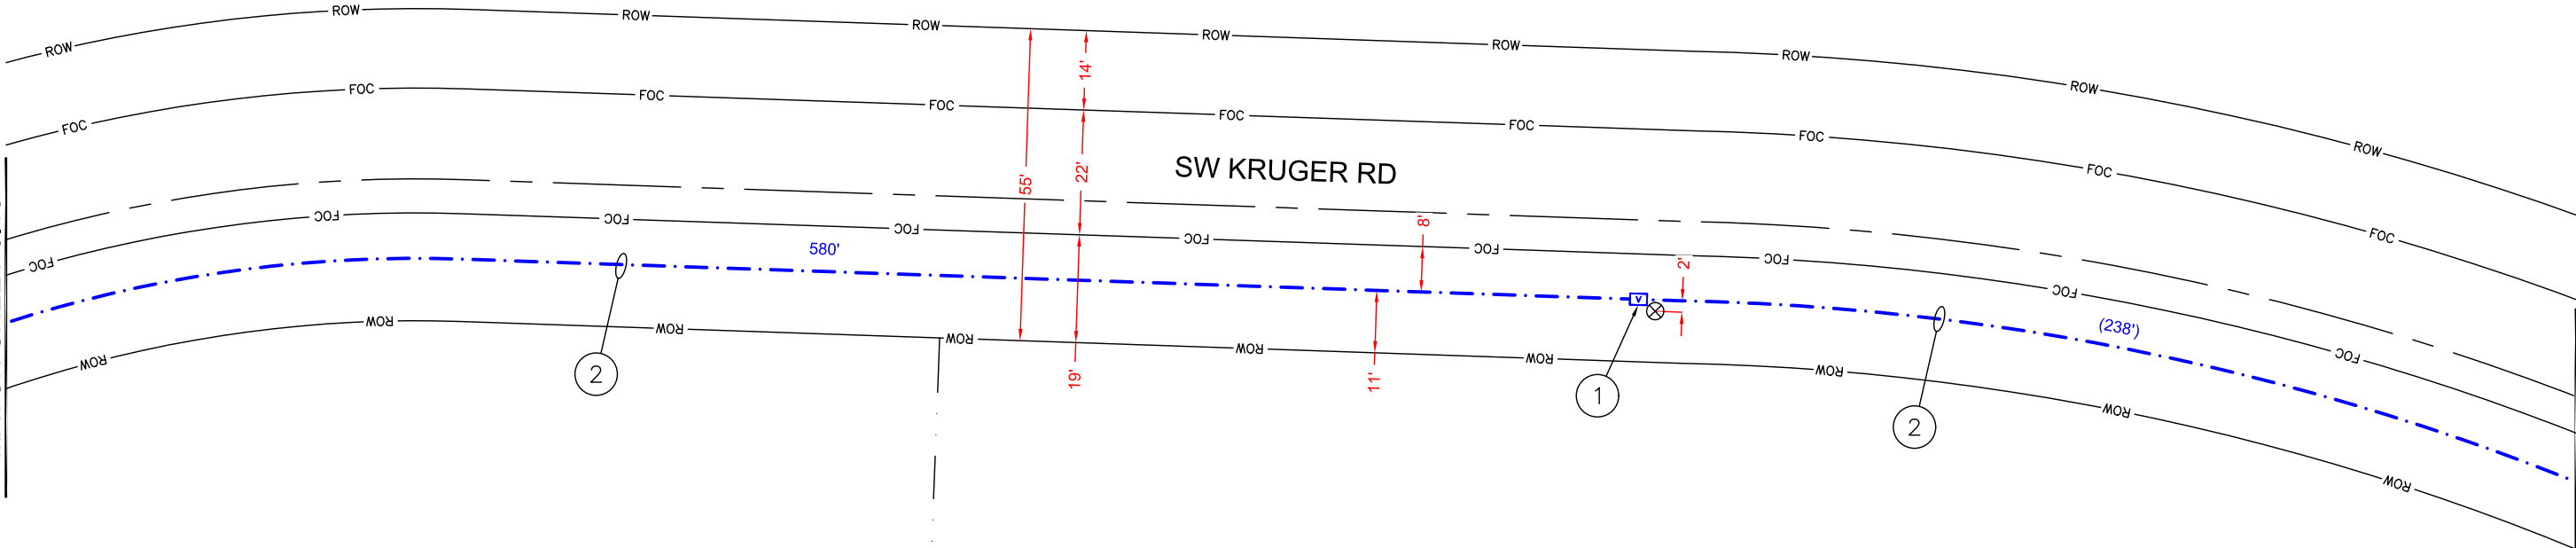 ROW ROW ROW ROW ROW ROW ROW ROW ROW
14'
FOC FOC FOC FOC FOC FOC FOC FOC FOC
55' 22'
SW KRUGER RD
FOC FOC FOC FOC FOC FOC FOC FOC FOC
8'
580'
2'
V
(238')
ROW ROW ROW ROW ROW ROW ROW ROW ROW
19' 11'
2 1 2